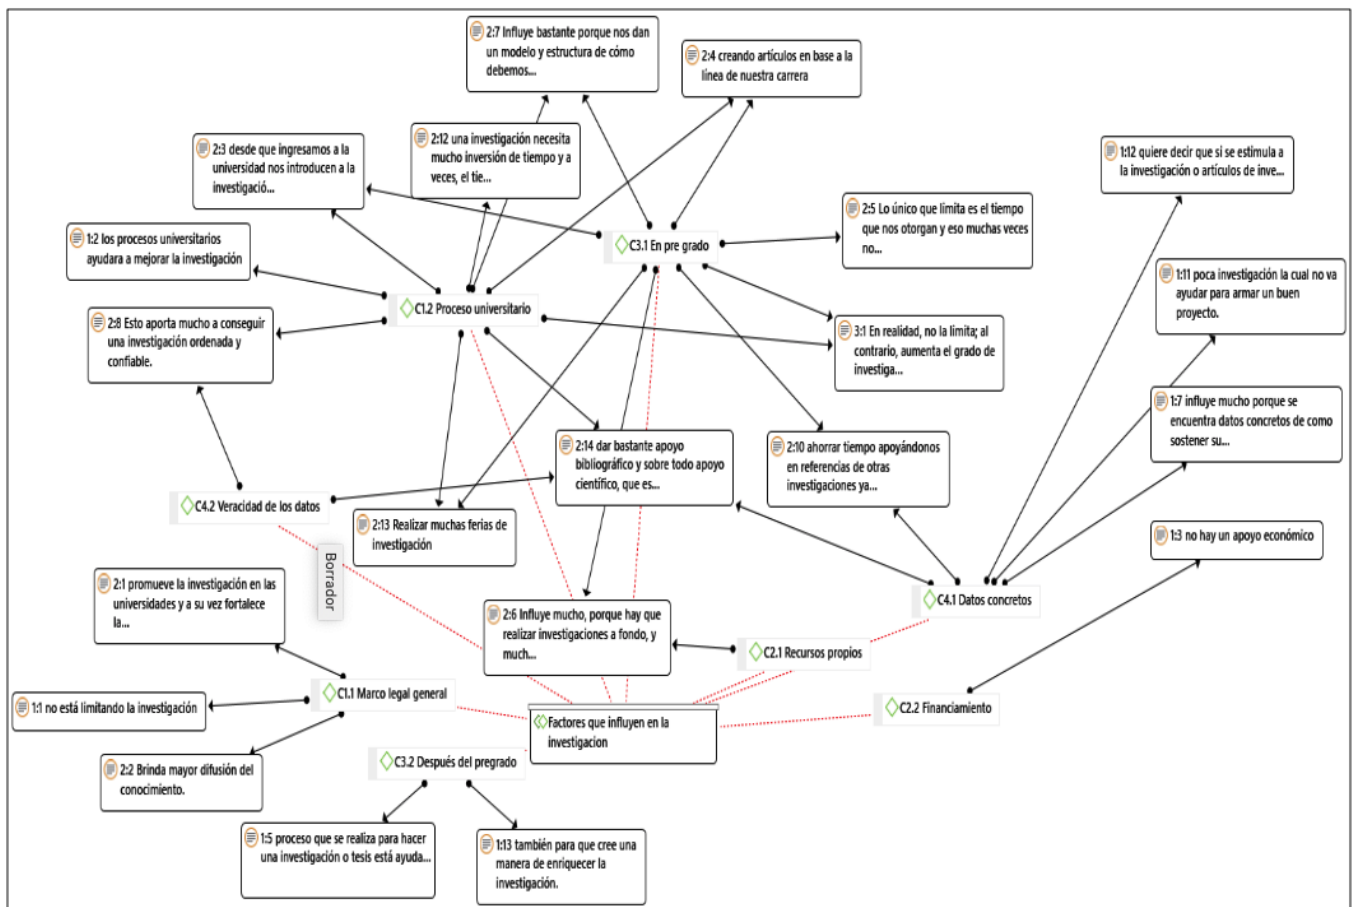 2:7 Influye bastante porque nos dan
un modelo y estructura de cómo
debemos...
2:4 creando artículos en base a la
línea de nuestra carrera
2:3 desde que ingresamos a la
universidad nos introducen a la
investigació...
2:12 una investigación necesita
mucho inversión de tiempo y a
veces, el tie...
1:12 quiere decir que si se estimula a
la investigación o artículos de inve...
1:2 los procesos universitarios
ayudara a mejorar la investigación
C3.1 En pre grado
2:5 Lo único que limita es el tiempo
que nos otorgan y eso muchas veces
no...
1:11 poca investigación la cual no va
ayudar para armar un buen
proyecto.
C1.2 Proceso universitario
2:8 Esto aporta mucho a conseguir
una investigación ordenada y
confiable.
3:1 En realidad, no la limita; al
contrario, aumenta el grado de
investiga...
1:7 influye mucho porque se
encuentra datos concretos de como
sostener su...
2:14 dar bastante apoyo
bibliográfico y sobre todo apoyo
científico, que es...
2:10 ahorrar tiempo apoyándonos
en referencias de otras
investigaciones ya...
C4.2 Veracidad de los datos
2:13 Realizar muchas ferias de
investigación
1:3 no hay un apoyo económico
Borrador
2:1 promueve la investigación en las
universidades y a su vez fortalece
la...
2:6 Influye mucho, porque hay que
realizar investigaciones a fondo, y
much...
C4.1 Datos concretos
C2.1 Recursos propios
C1.1 Marco legal general
1:1 no está limitando la investigación
C2.2 Financiamiento
Factores que influyen en la
investigacion
2:2 Brinda mayor difusión del
conocimiento.
C3.2 Después del pregrado
1:5 proceso que se realiza para hacer
una investigación o tesis está ayuda...
1:13 también para que cree una
manera de enriquecer la
investigación.